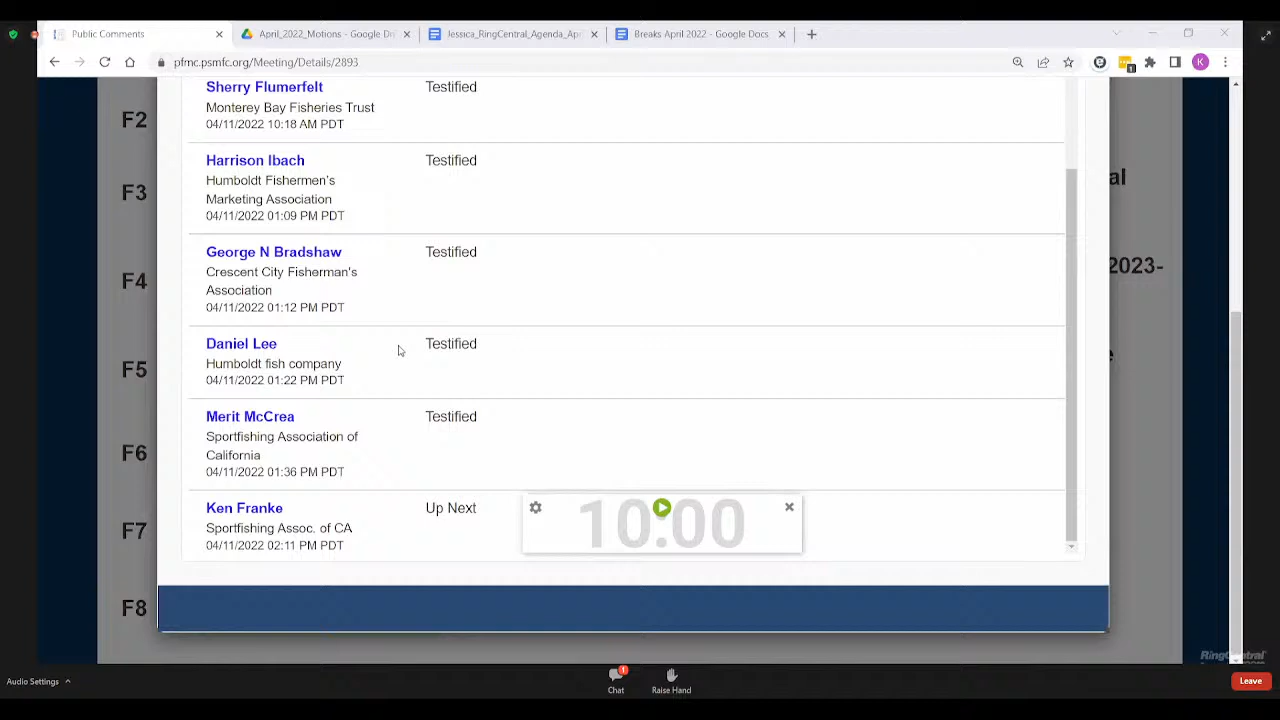 Public Comments
April_2022_Motions - Google Dri
Jessica_RingCentral_Agenda_Apr
Breaks April 2022 - Google Docs
pfmc.psmfc.org/Meeting/Details/2893
K
1
F2
F3
F4
F5
F6
F7
F8
al
2023-
e
Sherry Flumerfelt Testified
Monterey Bay Fisheries Trust
04/11/2022 10:18 AM PDT
Harrison Ibach Testified
Humboldt Fishermen's
Marketing Association
04/11/2022 01:09 PM PDT
George N Bradshaw Testified
Crescent City Fisherman's
Association
04/11/2022 01:12 PM PDT
Daniel Lee Testified
Humboldt fish company
04/11/2022 01:22 PM PDT
Merit McCrea Testified
Sportfishing Association of
California
04/11/2022 01:36 PM PDT
Ken Franke Up Next
Sportfishing Assoc. of CA
04/11/2022 02:11 PM PDT
10:00
RingCentral
Audio Settings
1
Chat
Raise Hand
Leave